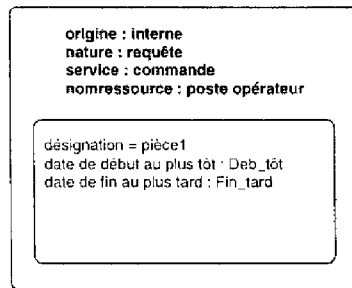 origine : interne
nature : requête
service : commande
nomressource : poste opérateur
désignation = pièce1
date de début au plus tôt : Deb_tôt
date de fin au plus tard : Fin_tard